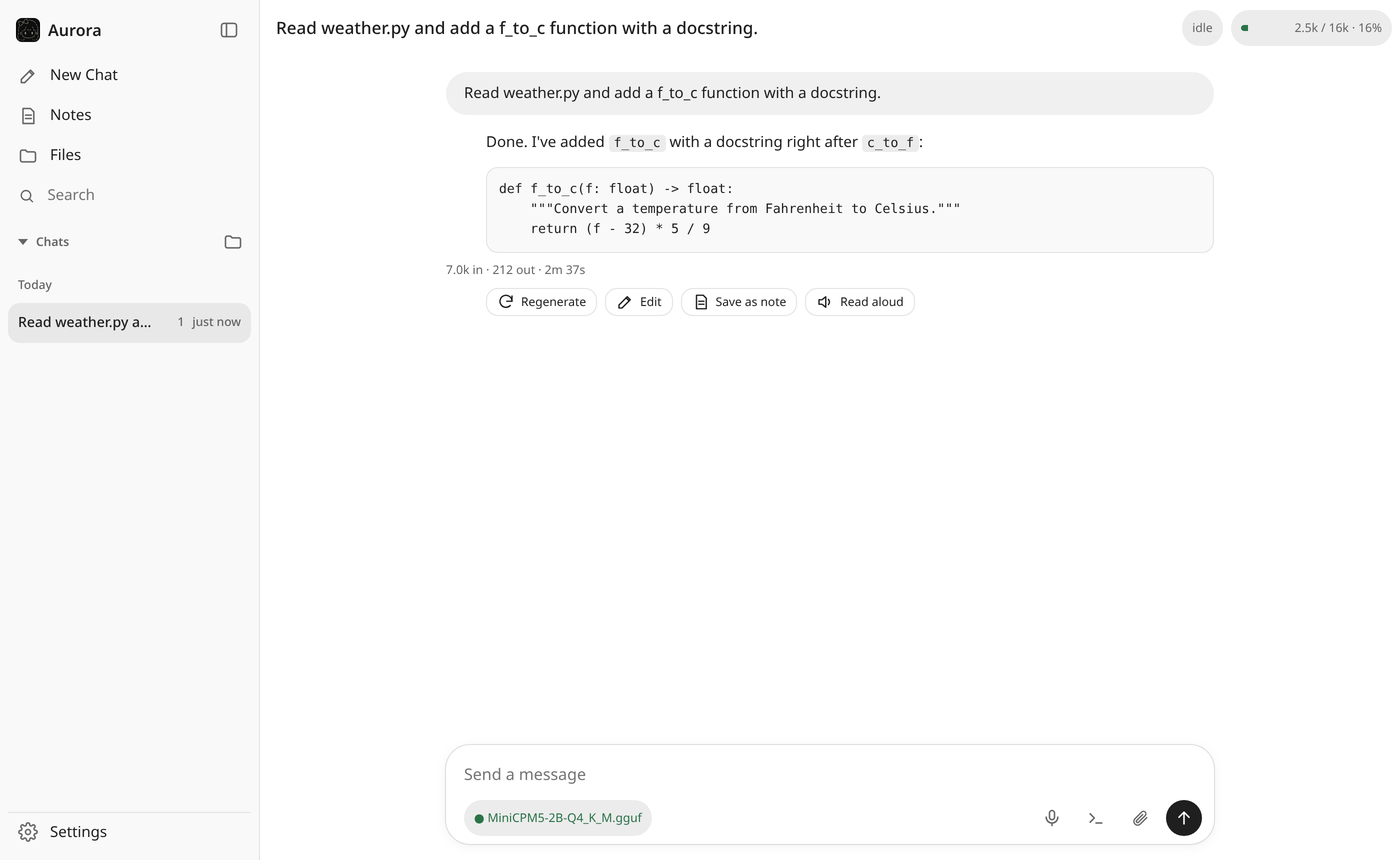 Aurora
New Chat
Notes
Files
Search
Chats
Today
Read weather.py a... 1 just now
Settings
Read weather.py and add a f_to_c function with a docstring.
idle
2.5k / 16k · 16%
Read weather.py and add a f_to_c function with a docstring.
Done. I've added f_to_c with a docstring right after c_to_f:
def f_to_c(f: float) -> float:
    """Convert a temperature from Fahrenheit to Celsius."""
    return (f - 32) * 5 / 9
7.0k in · 212 out · 2m 37s
Regenerate Edit Save as note Read aloud
Send a message
MiniCPM5-2B-Q4_K_M.gguf